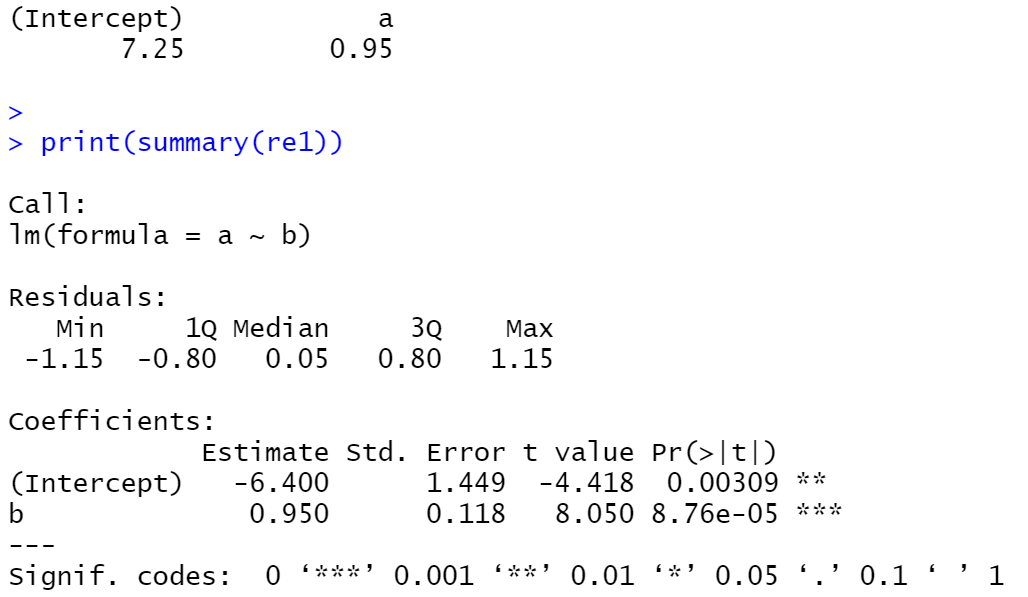 (Intercept)            a
       7.25         0.95

>
> print(summary(re1))

Call:
lm(formula = a ~ b)

Residuals:
   Min     1Q Median     3Q    Max
 -1.15  -0.80   0.05   0.80   1.15

Coefficients:
            Estimate Std. Error t value Pr(>|t|)
(Intercept)   -6.400      1.449  -4.418  0.00309 **
b              0.950      0.118   8.050 8.76e-05 ***
---
Signif. codes:  0 ‘***’ 0.001 ‘**’ 0.01 ‘*’ 0.05 ‘.’ 0.1 ‘ ’ 1